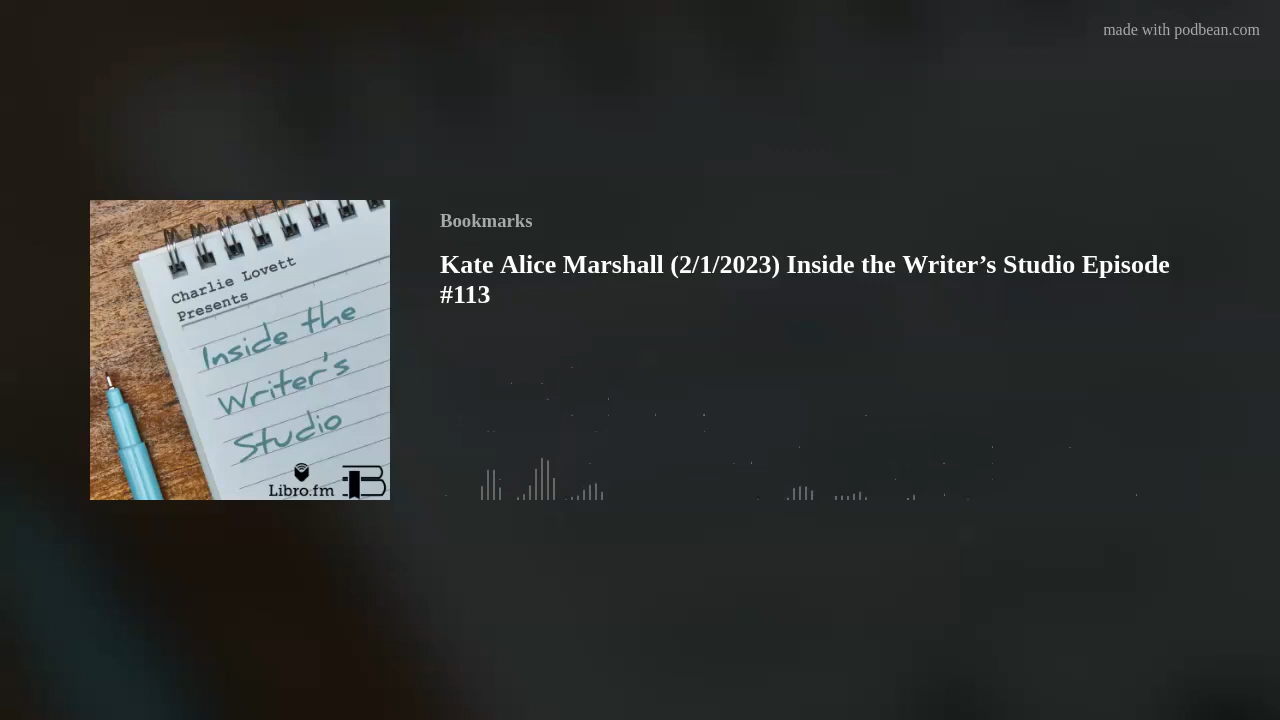 made with podbean.com
Bookmarks
Kate Alice Marshall (2/1/2023) Inside the Writer’s Studio Episode
#113
Charlie Lovett
Presents
Inside the
Writer's
Studio
Libro.fm
B